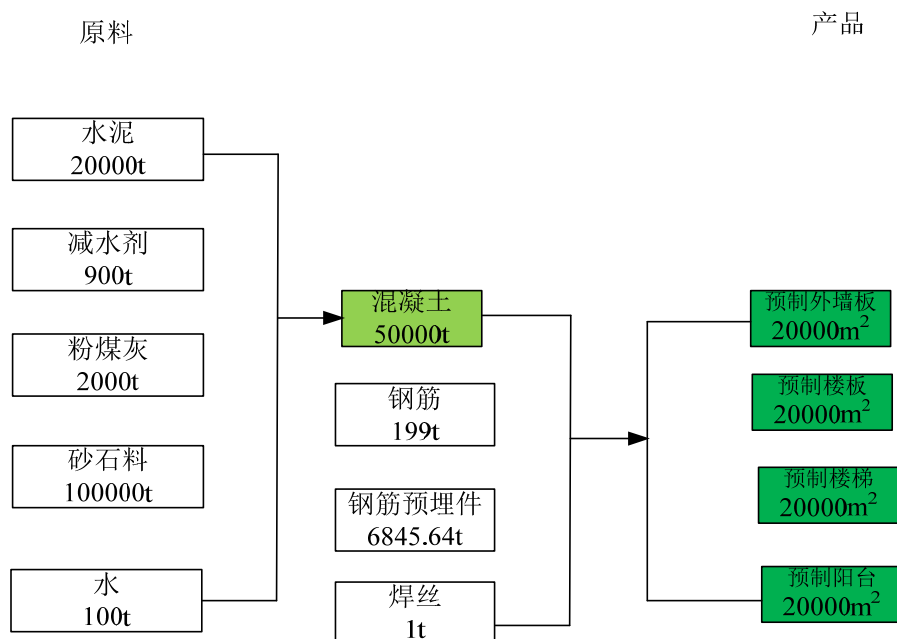 原料
产品
水泥
20000t
减水剂
900t
粉煤灰
2000t
砂石料
100000t
水
100t
混凝土
50000t
钢筋
199t
钢筋预埋件
6845.64t
焊丝
1t
预制外墙板
20000m²
预制楼板
20000m²
预制楼梯
20000m²
预制阳台
20000m²